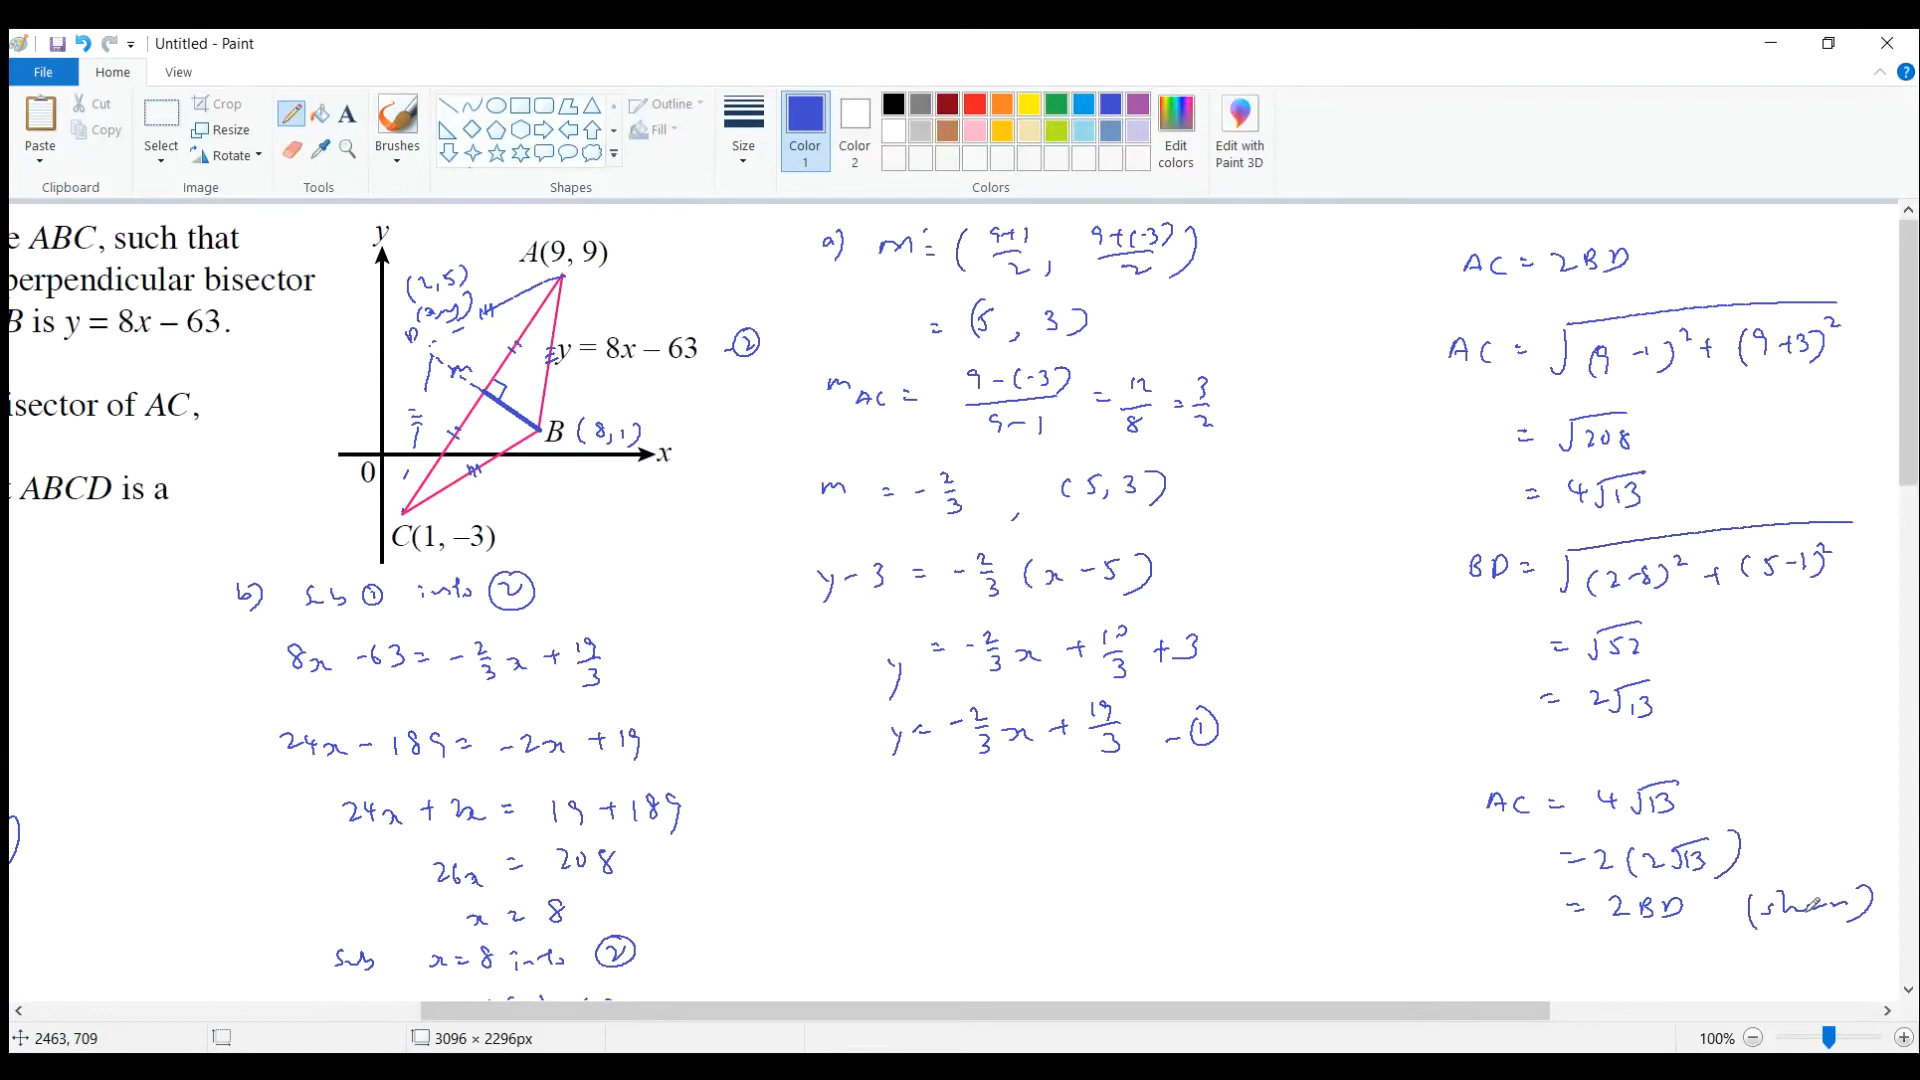 Untitled - Paint
File Home View
Paste
Cut
Copy
Clipboard
Select
Crop
Resize
Rotate
Image
Tools
Brushes
Shapes
Outline
Fill
Size
Color 1
Color 2
Colors
Edit colors
Edit with Paint 3D
e ABC, such that
perpendicular bisector
B is y = 8x – 63.
isector of AC,
t ABCD is a
y
A(9, 9)
(2,5)
(x,y)
D
m
y = 8x – 63 -②
B (8,1)
x
0
C(1, –3)
b) sub ① into ②
8x -63 = -2/3 x + 19/3
24x - 189 = -2x + 19
24x + 2x = 19 + 189
26x = 208
x = 8
Sub x = 8 into ②
a) M = ( 9+1/2 , 9+(-3)/2 )
= (5 , 3)
m AC = 9-(-3)/9-1 = 12/8 = 3/2
m = -2/3 , (5, 3)
y - 3 = -2/3 (x - 5)
y = -2/3 x + 10/3 + 3
y = -2/3 x + 19/3 -①
AC = 2BD
AC = √(9 -1)² + (9 +3)²
= √208
= 4√13
BD = √(2-8)² + (5-1)²
= √52
= 2√13
AC = 4√13
= 2 (2√13)
= 2BD (shown)
2463, 709
3096 × 2296px
100%